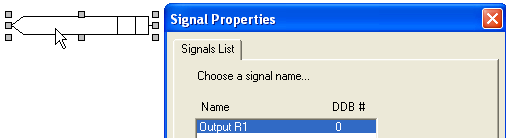 Signal Properties
Signals List
Choose a signal name...
Name DDB #
Output R1 0